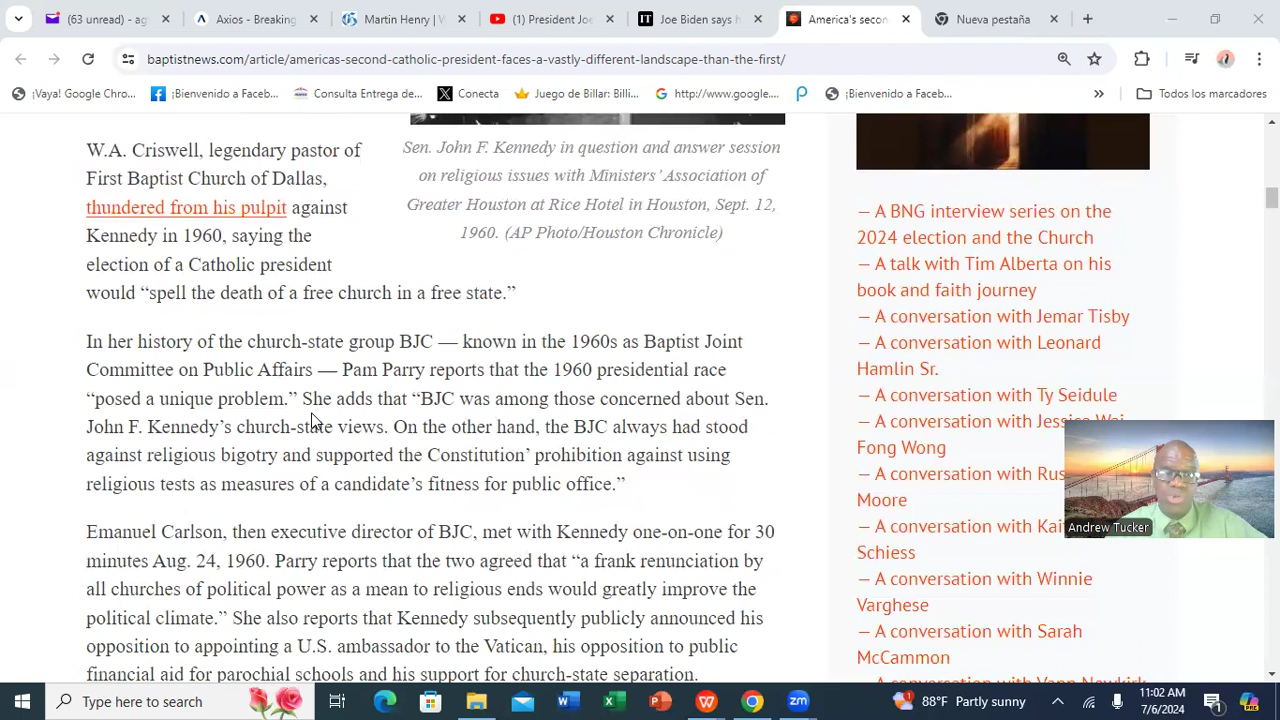 (63 unread) - ag
Axios - Breaking
Martin Henry | V
(1) President Joe
Joe Biden says h
America's secon
Nueva pestaña
baptistnews.com/article/americas-second-catholic-president-faces-a-vastly-different-landscape-than-the-first/
¡Vaya! Google Chro...
¡Bienvenido a Faceb...
Consulta Entrega de...
Conecta
Juego de Billar: Billi...
http://www.google....
¡Bienvenido a Faceb...
»
Todos los marcadores
W.A. Criswell, legendary pastor of
First Baptist Church of Dallas,
thundered from his pulpit against
Kennedy in 1960, saying the
election of a Catholic president
would “spell the death of a free church in a free state.”
Sen. John F. Kennedy in question and answer session
on religious issues with Ministers’ Association of
Greater Houston at Rice Hotel in Houston, Sept. 12,
1960. (AP Photo/Houston Chronicle)
In her history of the church-state group BJC — known in the 1960s as Baptist Joint
Committee on Public Affairs — Pam Parry reports that the 1960 presidential race
“posed a unique problem.” She adds that “BJC was among those concerned about Sen.
John F. Kennedy’s church-state views. On the other hand, the BJC always had stood
against religious bigotry and supported the Constitution’ prohibition against using
religious tests as measures of a candidate’s fitness for public office.”
Emanuel Carlson, then executive director of BJC, met with Kennedy one-on-one for 30
minutes Aug. 24, 1960. Parry reports that the two agreed that “a frank renunciation by
all churches of political power as a mean to religious ends would greatly improve the
political climate.” She also reports that Kennedy subsequently publicly announced his
opposition to appointing a U.S. ambassador to the Vatican, his opposition to public
financial aid for parochial schools and his support for church-state separation.
— A BNG interview series on the
2024 election and the Church
— A talk with Tim Alberta on his
book and faith journey
— A conversation with Jemar Tisby
— A conversation with Leonard
Hamlin Sr.
— A conversation with Ty Seidule
— A conversation with Jessica Wai
Fong Wong
— A conversation with Rus
Moore
— A conversation with Kai
Schiess
— A conversation with Winnie
Varghese
— A conversation with Sarah
McCammon
— A conversation with Vann Newkirk
Andrew Tucker
Type here to search
88°F Partly sunny
11:02 AM
7/6/2024